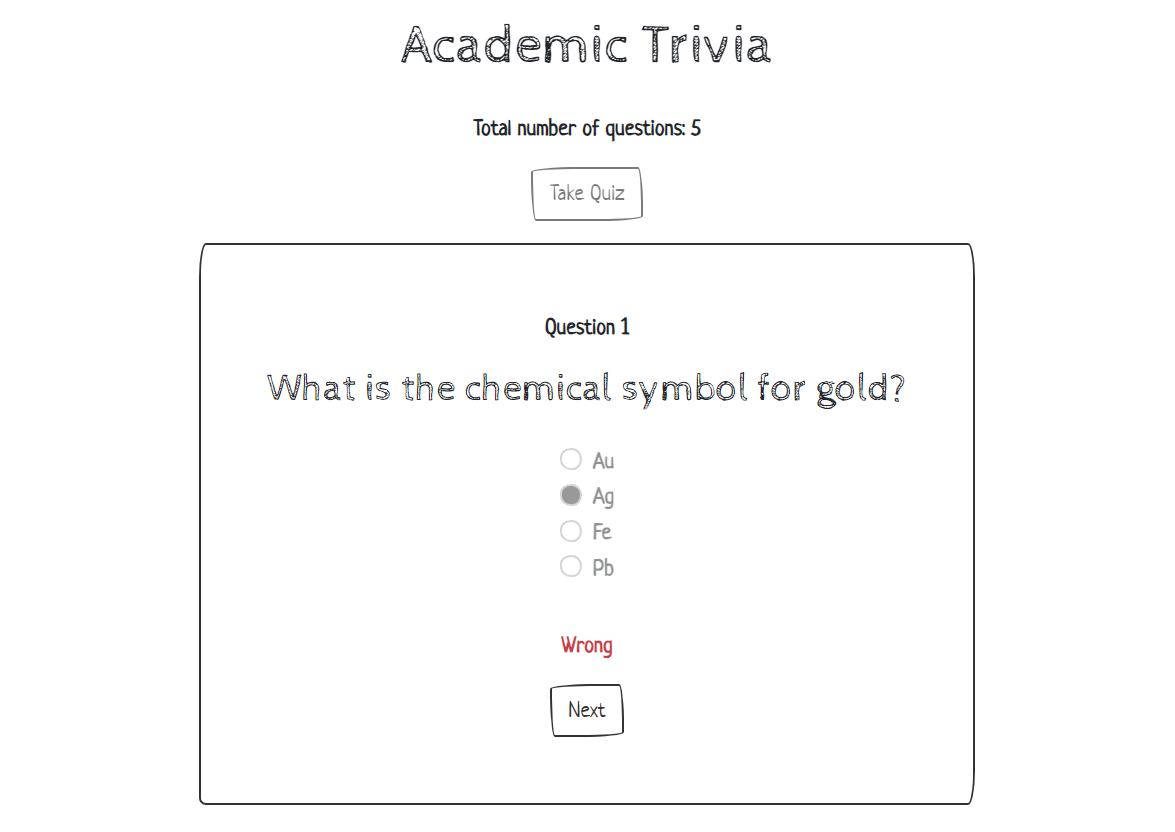 Academic Trivia
Total number of questions: 5
Take Quiz
Question 1
What is the chemical symbol for gold?
Au
Ag
Fe
Pb
Wrong
Next